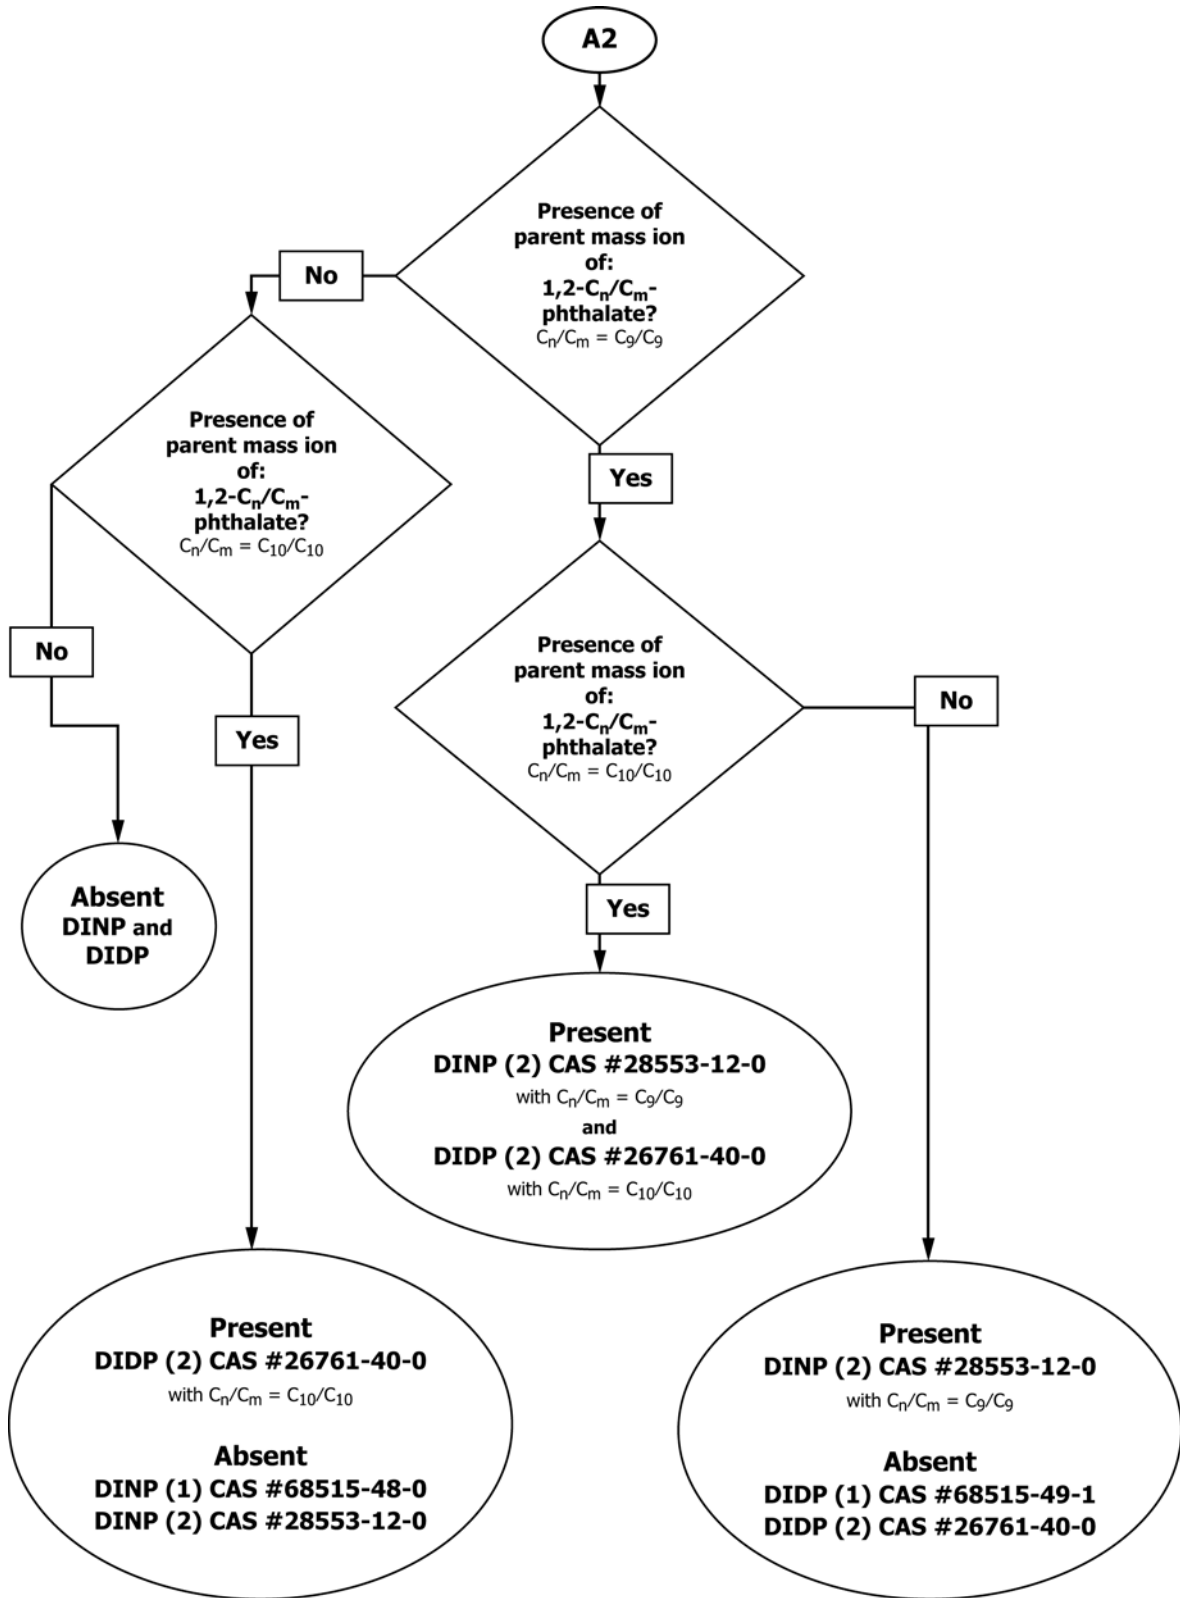 A2
Presence of
parent mass ion
of:
1,2-Cn/Cm-
phthalate?
Cn/Cm = C9/C9
No
Presence of
parent mass ion
of:
1,2-Cn/Cm-
phthalate?
Cn/Cm = C10/C10
Yes
Presence of
parent mass ion
of:
1,2-Cn/Cm-
phthalate?
Cn/Cm = C10/C10
No
No
Yes
Absent
DINP and
DIDP
Yes
Present
DINP (2) CAS #28553-12-0
with Cn/Cm = C9/C9
and
DIDP (2) CAS #26761-40-0
with Cn/Cm = C10/C10
Present
DIDP (2) CAS #26761-40-0
with Cn/Cm = C10/C10
Absent
DINP (1) CAS #68515-48-0
DINP (2) CAS #28553-12-0
Present
DINP (2) CAS #28553-12-0
with Cn/Cm = C9/C9
Absent
DIDP (1) CAS #68515-49-1
DIDP (2) CAS #26761-40-0